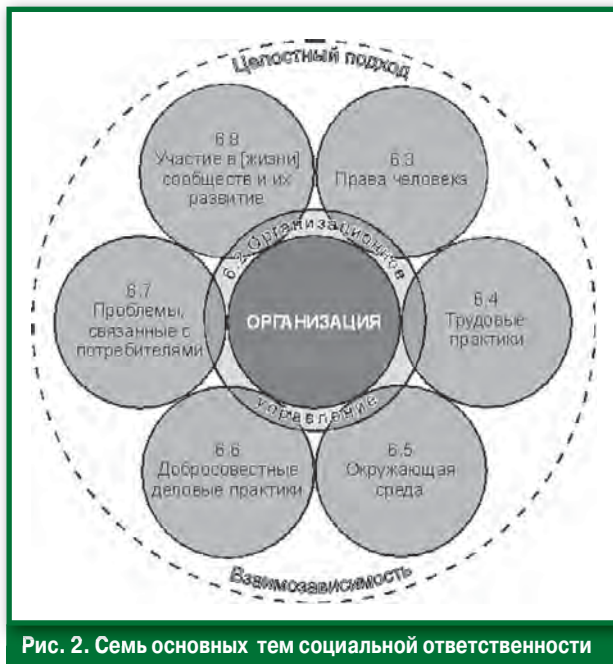 Целостный подход
6.8
Участие в [жизни]
сообществ и их
развитие
6.3
Права человека
6.2 Организационное
управление
6.7
Проблемы,
связанные с
потребителями
ОРГАНИЗАЦИЯ
6.4
Трудовые
практики
6.6
Добросовестные
деловые практики
6.5
Окружающая
среда
Взаимозависимость
Рис. 2. Семь основных тем социальной ответственности